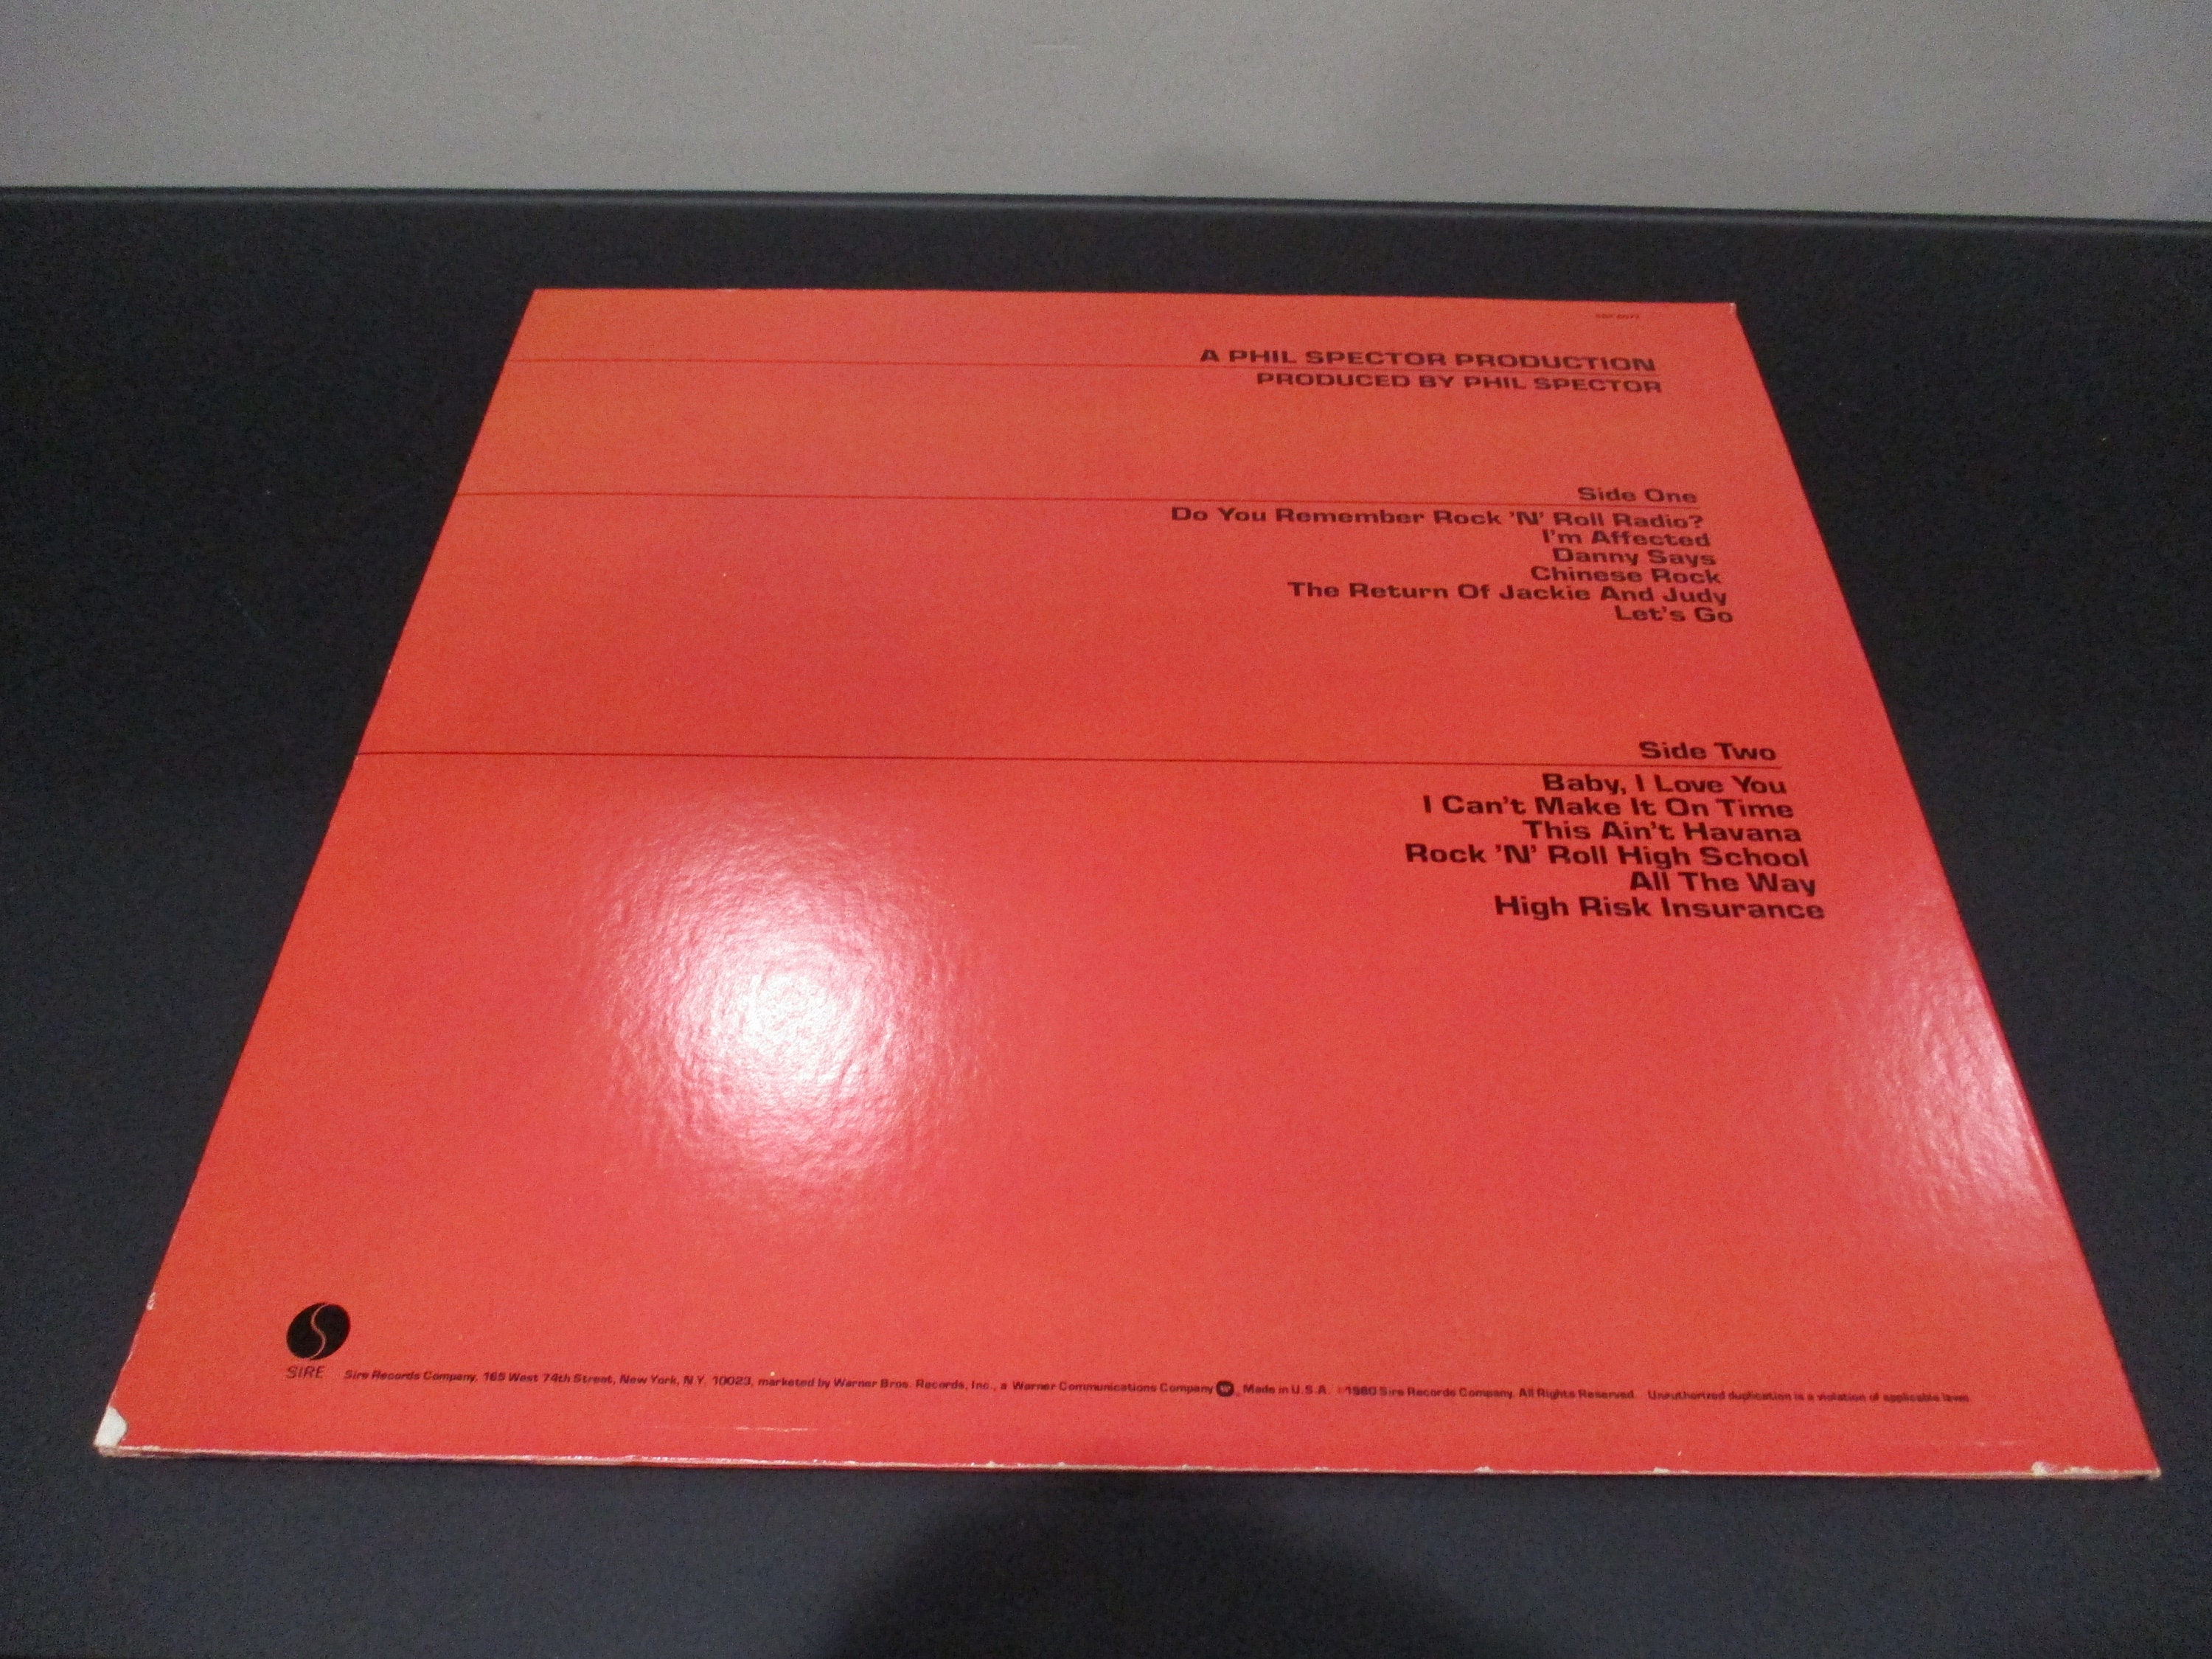 A PHIL SPECTOR PRODUCTION
PRODUCED BY PHIL SPECTOR
Side One
Do You Remember Rock 'N' Roll Radio?
I'm Affected
Danny Says
Chinese Rock
The Return Of Jackie And Judy
Let's Go
Side Two
Baby, I Love You
I Can't Make It On Time
This Ain't Havana
Rock 'N' Roll High School
All The Way
High Risk Insurance
SIRE
Sire Records Company, 165 West 74th Street, New York, N.Y. 10023, marketed by Warner Bros. Records, Inc., a Warner Communications Company. Made in U.S.A. ©1980 Sire Records Company. All Rights Reserved. Unauthorized duplication is a violation of applicable laws.